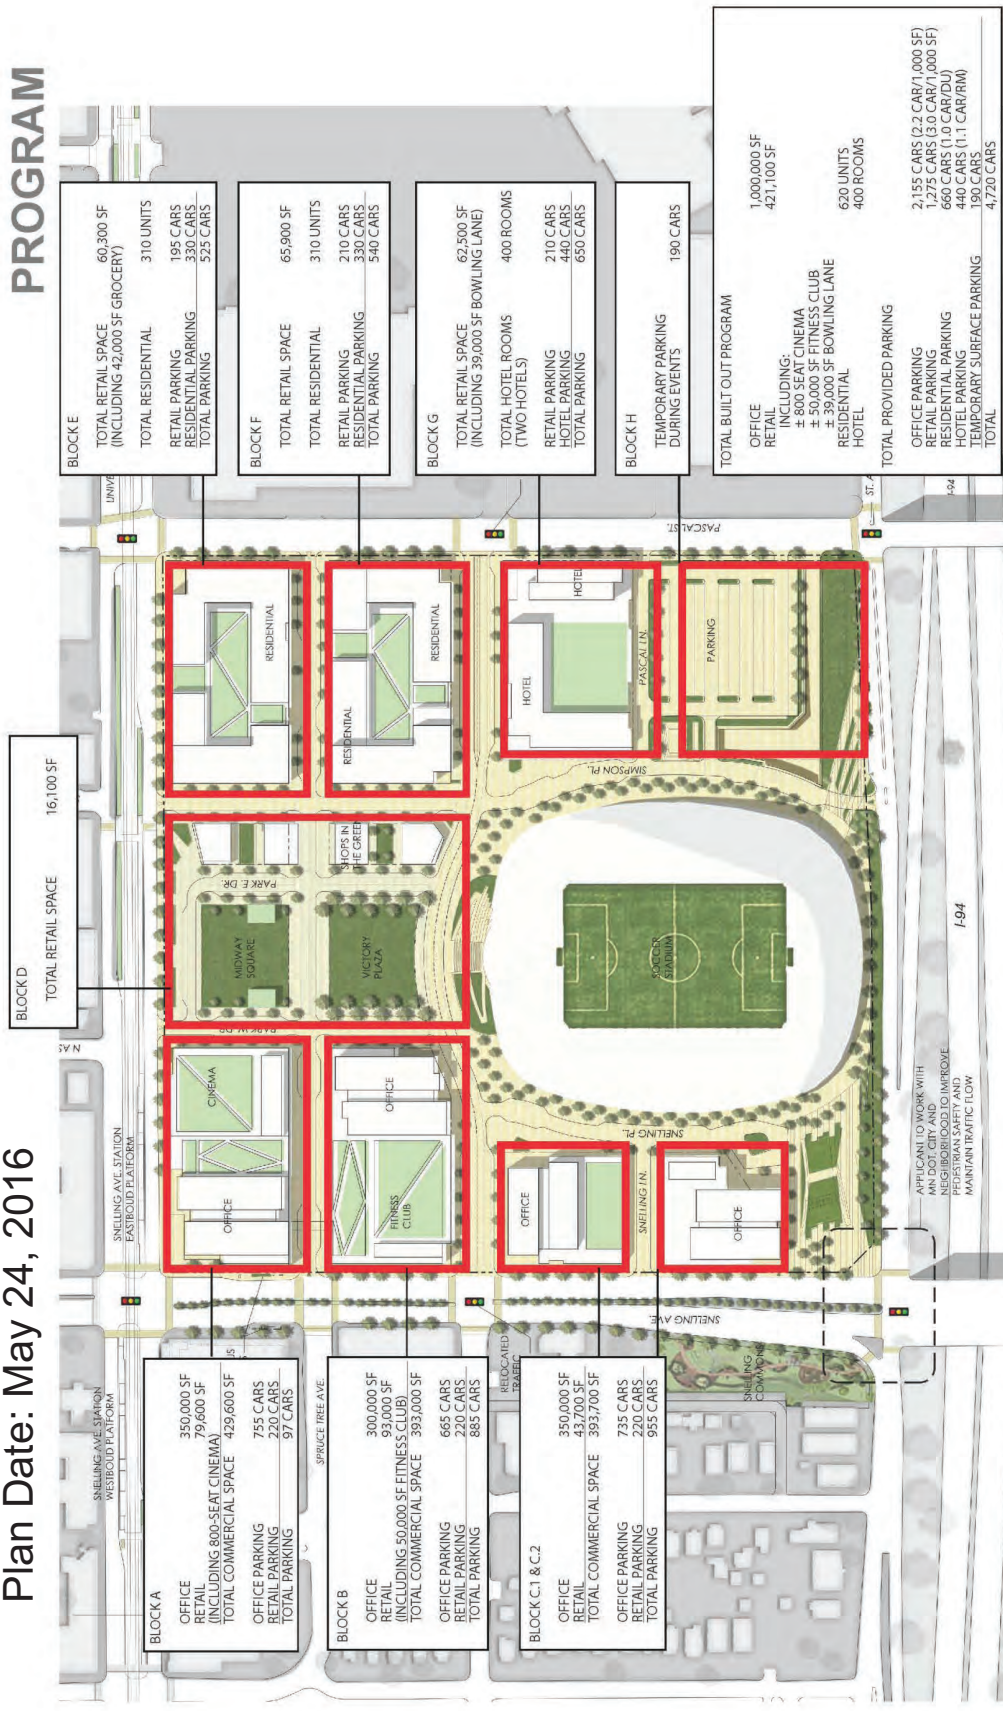 Plan Date: May 24, 2016
PROGRAM
BLOCK D
TOTAL RETAIL SPACE 16,100 SF
BLOCK A
OFFICE 350,000 SF
RETAIL 79,600 SF
(INCLUDING 800-SEAT CINEMA)
TOTAL COMMERCIAL SPACE 429,600 SF
OFFICE PARKING 755 CARS
RETAIL PARKING 220 CARS
TOTAL PARKING 97 CARS
BLOCK B
OFFICE 300,000 SF
RETAIL 93,000 SF
(INCLUDING 50,000 SF FITNESS CLUB)
TOTAL COMMERCIAL SPACE 393,000 SF
OFFICE PARKING 665 CARS
RETAIL PARKING 220 CARS
TOTAL PARKING 885 CARS
BLOCK C.1 & C.2
OFFICE 350,000 SF
RETAIL 43,700 SF
TOTAL COMMERCIAL SPACE 393,700 SF
OFFICE PARKING 735 CARS
RETAIL PARKING 220 CARS
TOTAL PARKING 955 CARS
BLOCK E
TOTAL RETAIL SPACE 60,300 SF
(INCLUDING 42,000 SF GROCERY)
TOTAL RESIDENTIAL 310 UNITS
RETAIL PARKING 195 CARS
RESIDENTIAL PARKING 330 CARS
TOTAL PARKING 525 CARS
BLOCK F
TOTAL RETAIL SPACE 65,900 SF
TOTAL RESIDENTIAL 310 UNITS
RETAIL PARKING 210 CARS
RESIDENTIAL PARKING 330 CARS
TOTAL PARKING 540 CARS
BLOCK G
TOTAL RETAIL SPACE 62,500 SF
(INCLUDING 39,000 SF BOWLING LANE)
TOTAL HOTEL ROOMS 400 ROOMS
(TWO HOTELS)
RETAIL PARKING 210 CARS
HOTEL PARKING 440 CARS
TOTAL PARKING 650 CARS
BLOCK H
TEMPORARY PARKING 190 CARS
DURING EVENTS
TOTAL BUILT OUT PROGRAM
OFFICE 1,000,000 SF
RETAIL 421,100 SF
INCLUDING:
± 800 SEAT CINEMA
± 50,000 SF FITNESS CLUB
± 39,000 SF BOWLING LANE
RESIDENTIAL 620 UNITS
HOTEL 400 ROOMS
TOTAL PROVIDED PARKING
OFFICE PARKING 2,155 CARS (2.2 CAR/1,000 SF)
RETAIL PARKING 1,275 CARS (3.0 CAR/1,000 SF)
RESIDENTIAL PARKING 660 CARS (1.0 CAR/DU)
HOTEL PARKING 440 CARS (1.1 CAR/RM)
TEMPORARY SURFACE PARKING 190 CARS
TOTAL 4,720 CARS
SNELLING AVE. STATION
WESTBOUD PLATFORM
SNELLING AVE. STATION
EASTBOUD PLATFORM
N AS
UNIVE
SPRUCE TREE AVE.
US
OFFICE
CINEMA
PARK W. DR.
MIDWAY
SQUARE
PARK E. DR.
RESIDENTIAL
FITNESS
CLUB
OFFICE
VICTORY
PLAZA
SHOPS IN
THE GREEN
RESIDENTIAL
RESIDENTIAL
RELOCATED
TRAFFIC
OFFICE
SNELLING PL.
SNELLING LN.
OFFICE
SOCCER
STADIUM
SIMPSON PL.
HOTEL
HOTEL
PASCAL LN.
PARKING
PASCAL ST.
SNELLING AVE.
SNELLING
COMMONS
APPLICANT TO WORK WITH
MN DOT, CITY AND
NEIGHBORHOOD TO IMPROVE
PEDESTRIAN SAFTY AND
MAINTAIN TRAFFIC FLOW
I-94
ST. A
I-94